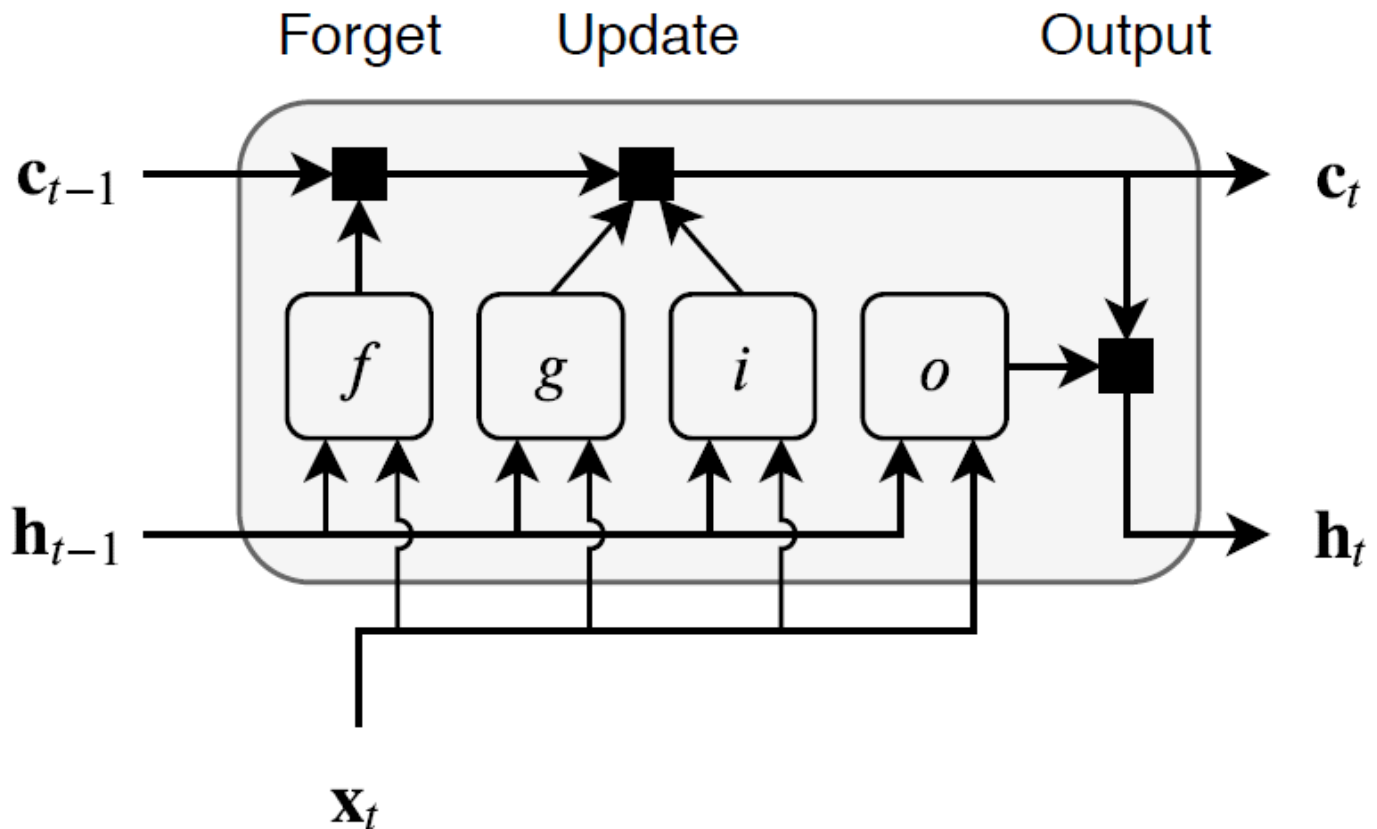 Forget Update Output
c_{t−1} c_t
f g i o
h_{t−1} h_t
x_t